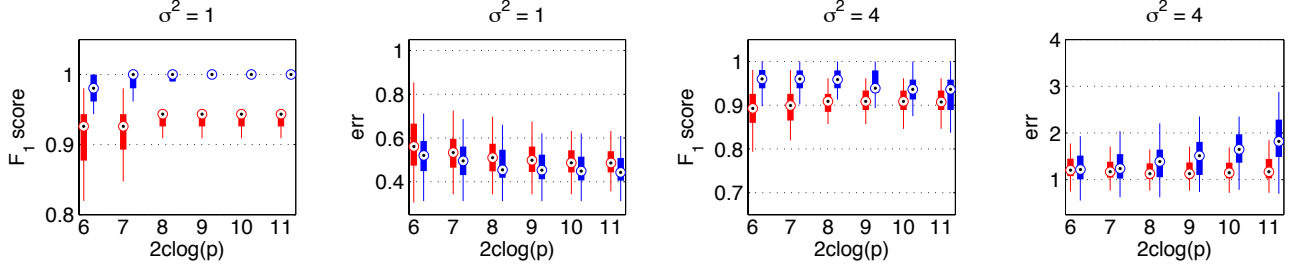 σ² = 1
F₁ score
1
0.9
0.8
6 7 8 9 10 11
2clog(p)
σ² = 1
err
1
0.8
0.6
0.4
6 7 8 9 10 11
2clog(p)
σ² = 4
F₁ score
1
0.9
0.8
0.7
6 7 8 9 10 11
2clog(p)
σ² = 4
err
4
3
2
1
6 7 8 9 10 11
2clog(p)